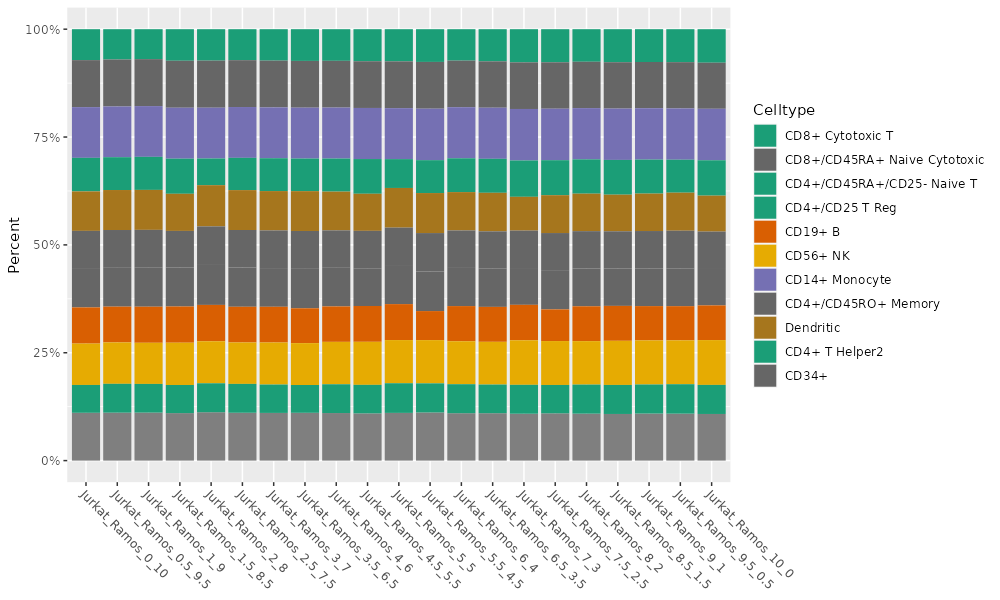 100%
75%
50%
25%
0%
Percent
Jurkat_Ramos_0_10
Jurkat_Ramos_0.5_9.5
Jurkat_Ramos_1_9
Jurkat_Ramos_1.5_8.5
Jurkat_Ramos_2_8
Jurkat_Ramos_2.5_7.5
Jurkat_Ramos_3_7
Jurkat_Ramos_3.5_6.5
Jurkat_Ramos_4_6
Jurkat_Ramos_4.5_5.5
Jurkat_Ramos_5_5
Jurkat_Ramos_5.5_4.5
Jurkat_Ramos_6_4
Jurkat_Ramos_6.5_3.5
Jurkat_Ramos_7_3
Jurkat_Ramos_7.5_2.5
Jurkat_Ramos_8_2
Jurkat_Ramos_8.5_1.5
Jurkat_Ramos_9_1
Jurkat_Ramos_9.5_0.5
Jurkat_Ramos_10_0
Celltype
CD8+ Cytotoxic T
CD8+/CD45RA+ Naive Cytotoxic
CD4+/CD45RA+/CD25- Naive T
CD4+/CD25 T Reg
CD19+ B
CD56+ NK
CD14+ Monocyte
CD4+/CD45RO+ Memory
Dendritic
CD4+ T Helper2
CD34+